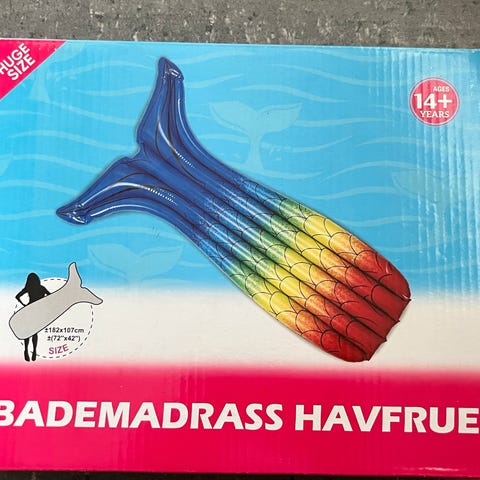 HUGE
SIZE
AGES
14+
YEARS
±182x107cm
±(72"x42")
SIZE
BADEMADRASS HAVFRUE